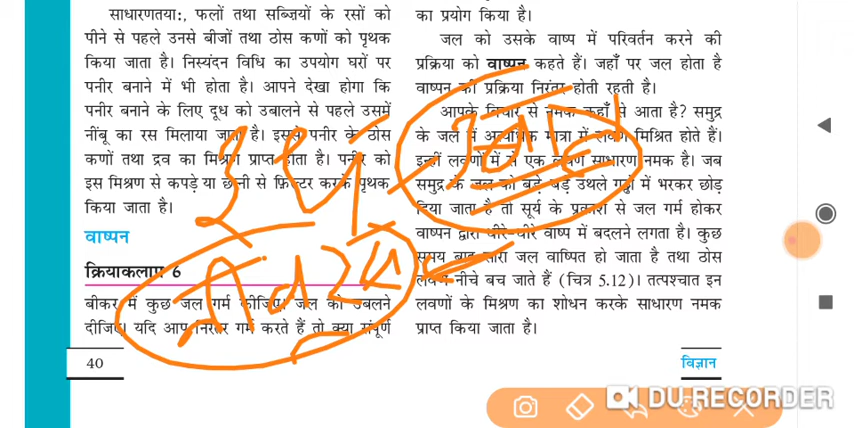 साधारणतया:, फलों तथा सब्ज़ियों के रसों को
पीने से पहले उनसे बीजों तथा ठोस कणों को पृथक
किया जाता है। निस्यंदन विधि का उपयोग घरों पर
पनीर बनाने में भी होता है। आपने देखा होगा कि
पनीर बनाने के लिए दूध को उबालने से पहले उसमें
नींबू का रस मिलाया जाता है। इससे पनीर के ठोस
कणों तथा द्रव का मिश्रण प्राप्त होता है। पनीर को
इस मिश्रण से कपड़े या छानी से फ़िल्टर करके पृथक
किया जाता है।
वाष्पन
क्रियाकलाप 6
बीकर में कुछ जल गर्म कीजिए। जल को उबलने
दीजिए। यदि आप निरंतर गर्म करते हैं तो क्या संपूर्ण
40
का प्रयोग किया है।
जल को उसके वाष्प में परिवर्तन करने की
प्रक्रिया को वाष्पन कहते हैं। जहाँ पर जल होता है
वाष्पन की प्रक्रिया निरंतर होती रहती है।
आपके विचार से नमक कहाँ से आता है? समुद्र
के जल में अत्यधिक मात्रा में लवण मिश्रित होते हैं।
इन्हीं लवणों में से एक लवण साधारण नमक है। जब
समुद्र के जल को बड़े-बड़े उथले गड्ढों में भरकर छोड़
दिया जाता है तो सूर्य के प्रकाश से जल गर्म होकर
वाष्पन द्वारा धीरे-धीरे वाष्प में बदलने लगता है। कुछ
समय बाद सारा जल वाष्पित हो जाता है तथा ठोस
लवण नीचे बच जाते हैं (चित्र 5.12)। तत्पश्चात इन
लवणों के मिश्रण का शोधन करके साधारण नमक
प्राप्त किया जाता है।
विज्ञान
DU RECORDER